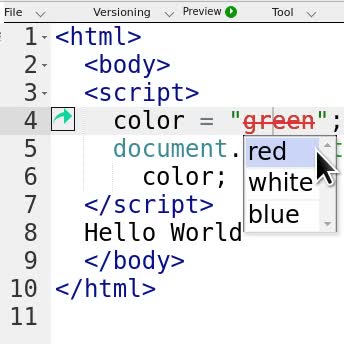 File Versioning Preview Tool
1 <html>
2 <body>
3 <script>
4 color = "green";
5 document.
red
6 color;
white
7 </script>
blue
8 Hello World
9 </body>
10 </html>
11